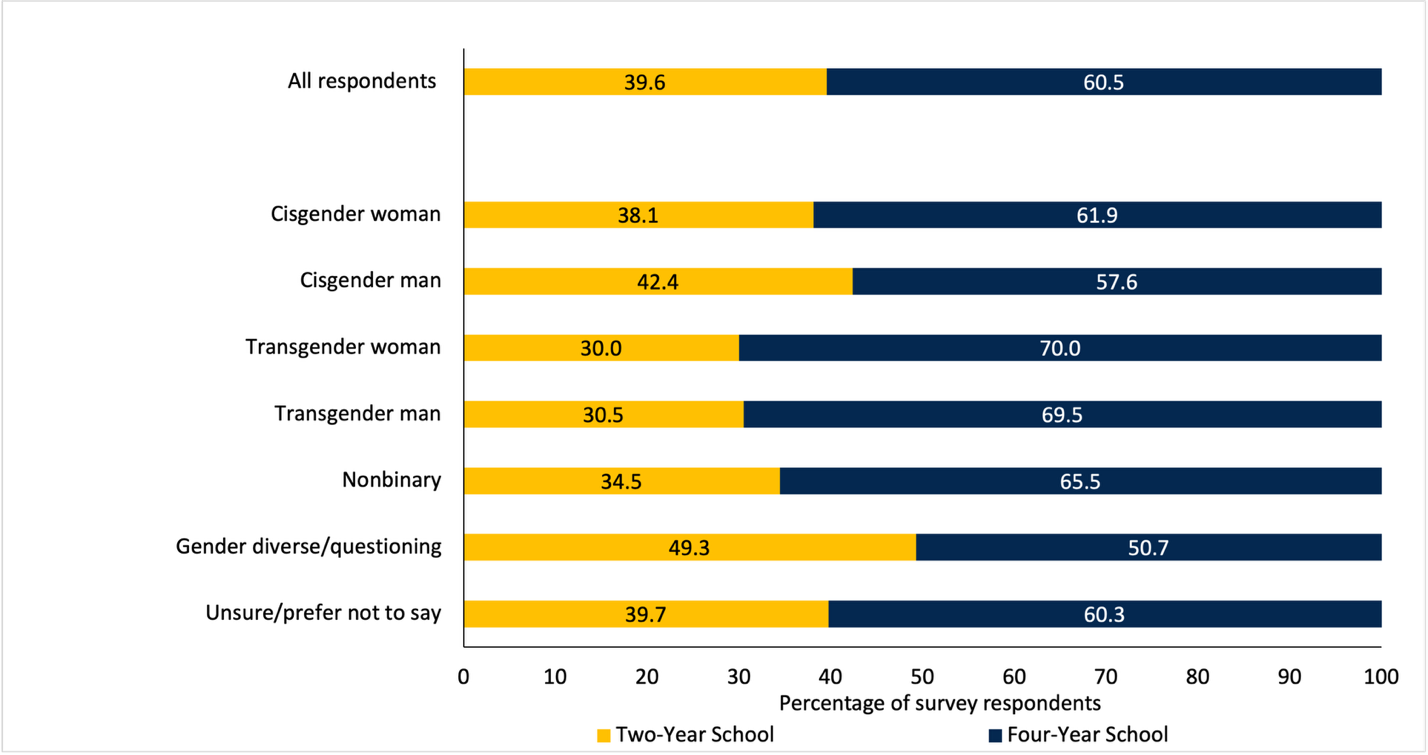 All respondents 39.6 60.5
Cisgender woman 38.1 61.9
Cisgender man 42.4 57.6
Transgender woman 30.0 70.0
Transgender man 30.5 69.5
Nonbinary 34.5 65.5
Gender diverse/questioning 49.3 50.7
Unsure/prefer not to say 39.7 60.3
0 10 20 30 40 50 60 70 80 90 100
Percentage of survey respondents
Two-Year School Four-Year School